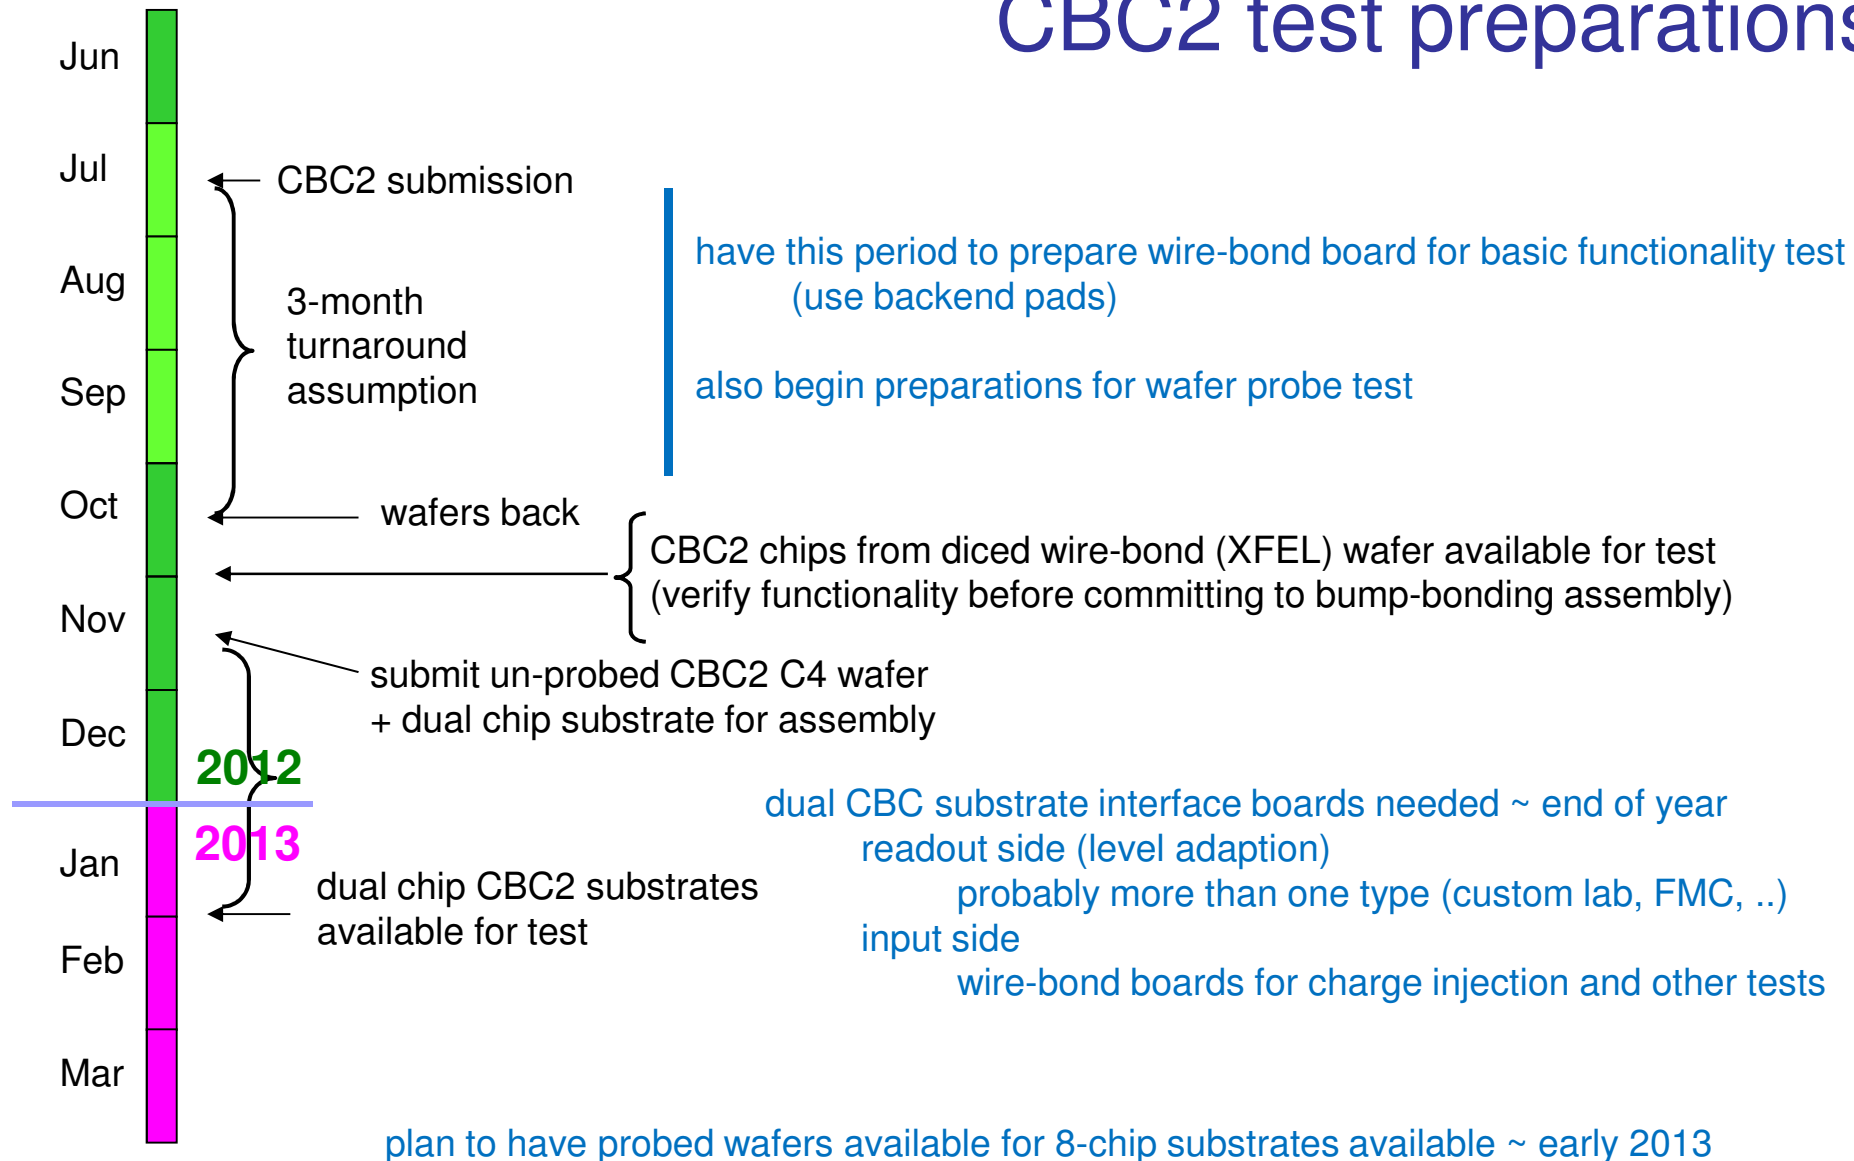 CBC2 test preparations
Jun
Jul
CBC2 submission
have this period to prepare wire-bond board for basic functionality test
(use backend pads)
Aug
3-month
turnaround
assumption
also begin preparations for wafer probe test
Sep
Oct
wafers back
CBC2 chips from diced wire-bond (XFEL) wafer available for test
(verify functionality before committing to bump-bonding assembly)
Nov
submit un-probed CBC2 C4 wafer
+ dual chip substrate for assembly
Dec
2012
2013
dual CBC substrate interface boards needed ~ end of year
readout side (level adaption)
probably more than one type (custom lab, FMC, ..)
input side
wire-bond boards for charge injection and other tests
Jan
dual chip CBC2 substrates
available for test
Feb
Mar
plan to have probed wafers available for 8-chip substrates available ~ early 2013